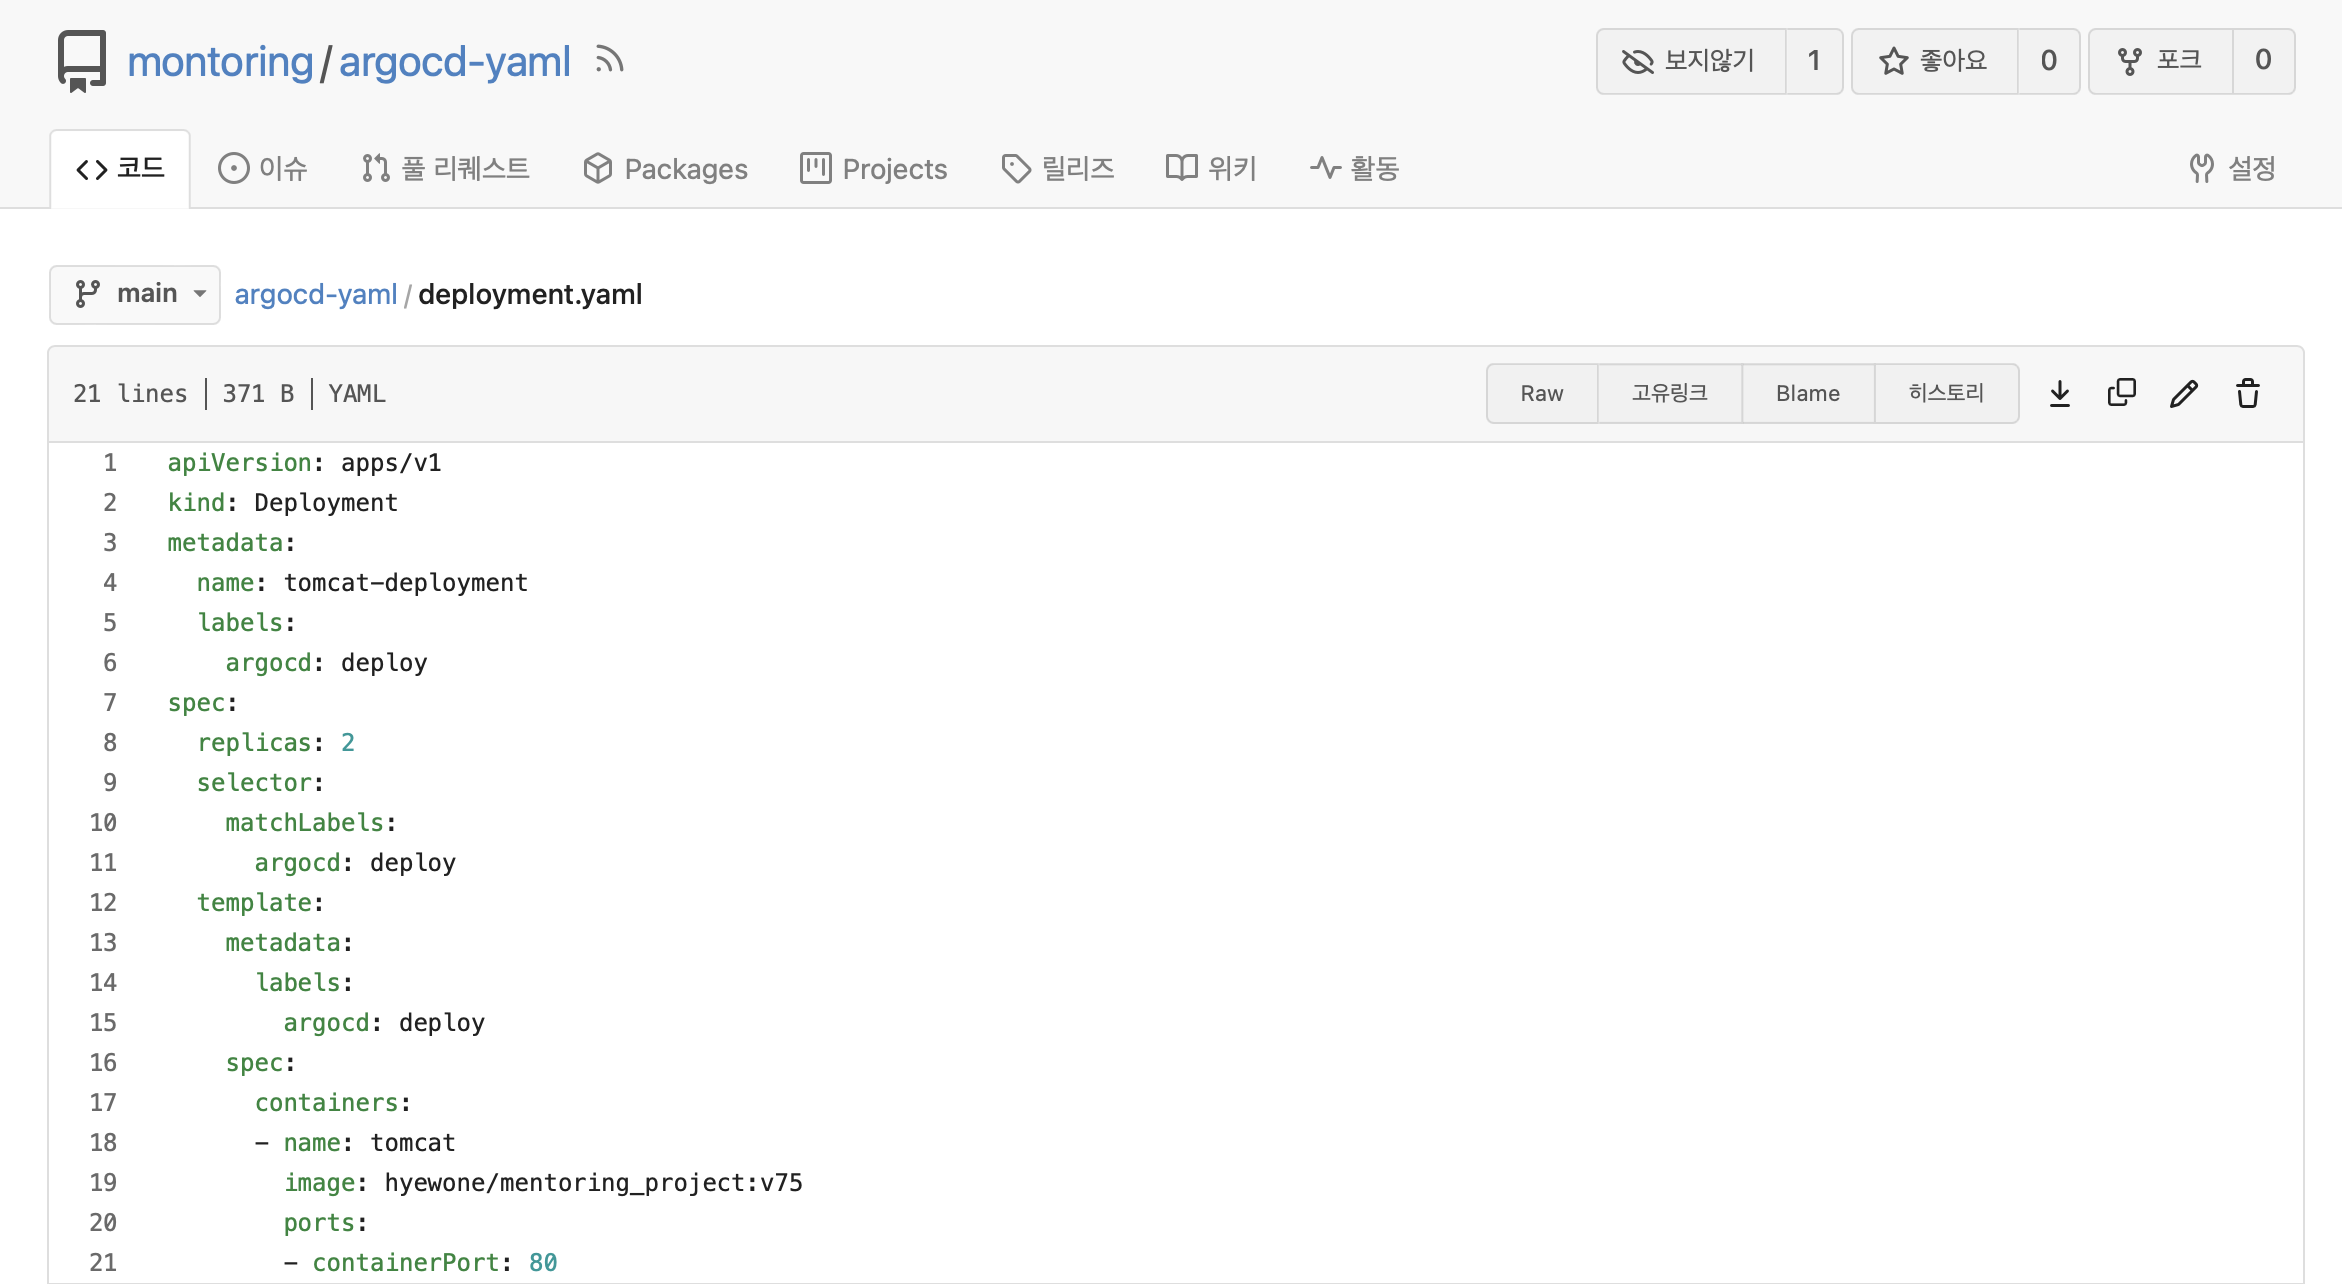 montoring/argocd-yaml
보지않기 1 좋아요 0 포크 0
코드 이슈 풀 리퀘스트 Packages Projects 릴리즈 위키 활동 설정
main argocd-yaml/deployment.yaml
21 lines | 371 B | YAML Raw 고유링크 Blame 히스토리
1 apiVersion: apps/v1
2 kind: Deployment
3 metadata:
4   name: tomcat-deployment
5   labels:
6     argocd: deploy
7 spec:
8   replicas: 2
9   selector:
10     matchLabels:
11       argocd: deploy
12   template:
13     metadata:
14       labels:
15         argocd: deploy
16     spec:
17       containers:
18       - name: tomcat
19         image: hyewone/mentoring_project:v75
20         ports:
21         - containerPort: 80